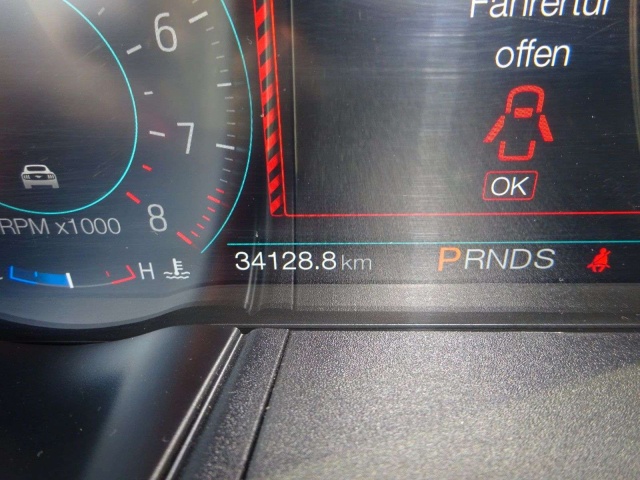 Fahrertür
offen
OK
6
7
8
RPM x1000
H
34128.8 km
PRNDS